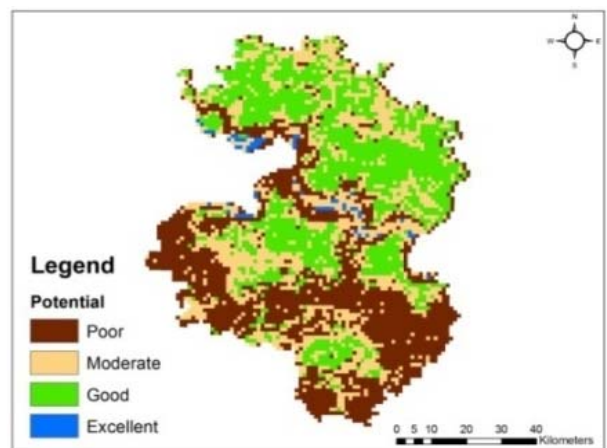 N
W E
S
Legend
Potential
Poor
Moderate
Good
Excellent
0 5 10 20 30 40
Kilometers